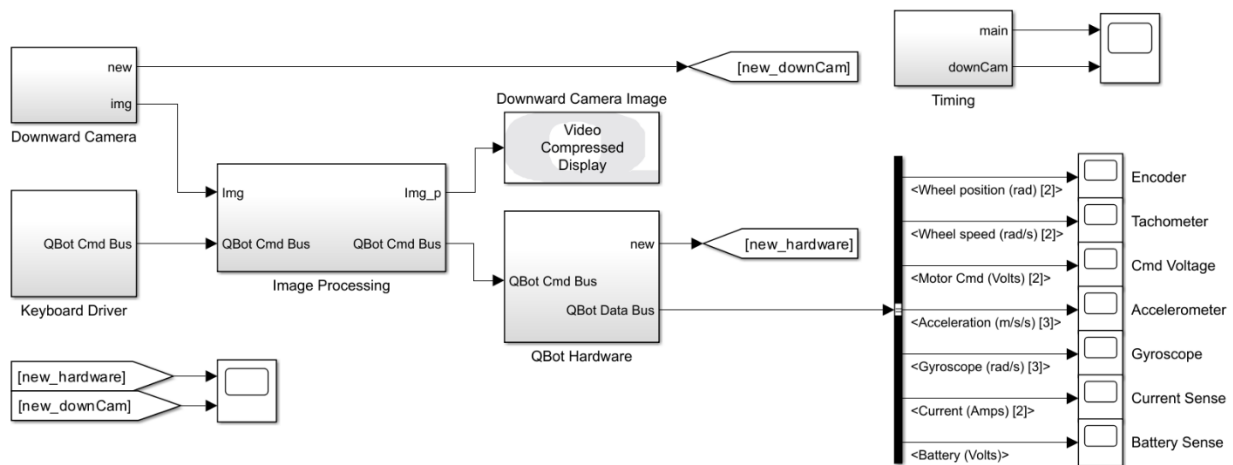 new
img
Downward Camera
[new_downCam]
main
downCam
Timing
Downward Camera Image
Video
Compressed
Display
Img
Img_p
QBot Cmd Bus
QBot Cmd Bus
QBot Cmd Bus
Keyboard Driver
Image Processing
new
[new_hardware]
QBot Cmd Bus
QBot Data Bus
QBot Hardware
<Wheel position (rad) [2]>
Encoder
<Wheel speed (rad/s) [2]>
Tachometer
<Motor Cmd (Volts) [2]>
Cmd Voltage
<Acceleration (m/s/s) [3]>
Accelerometer
<Gyroscope (rad/s) [3]>
Gyroscope
<Current (Amps) [2]>
Current Sense
<Battery (Volts)>
Battery Sense
[new_hardware]
[new_downCam]